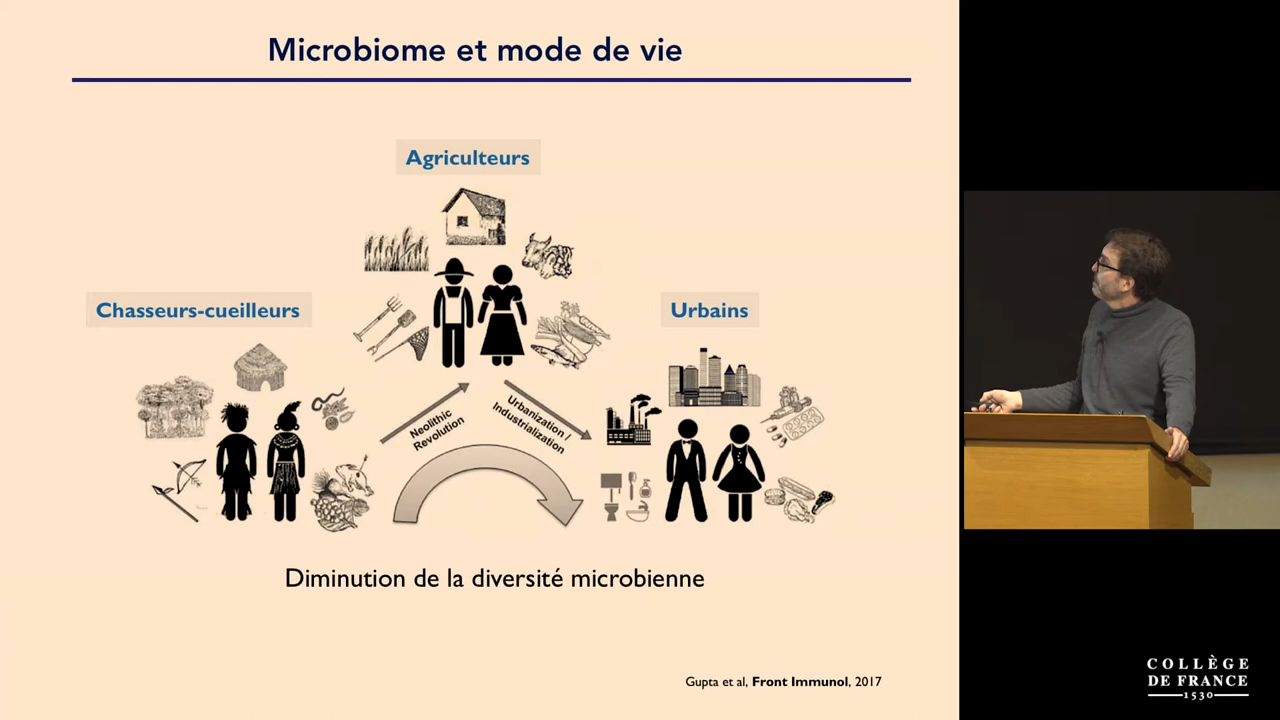 Microbiome et mode de vie
Agriculteurs
Chasseurs-cueilleurs
Urbains
Neolithic
Revolution
Urbanization /
Industrialization
Diminution de la diversité microbienne
Gupta et al, Front Immunol, 2017
COLLÈGE
DE FRANCE
1530